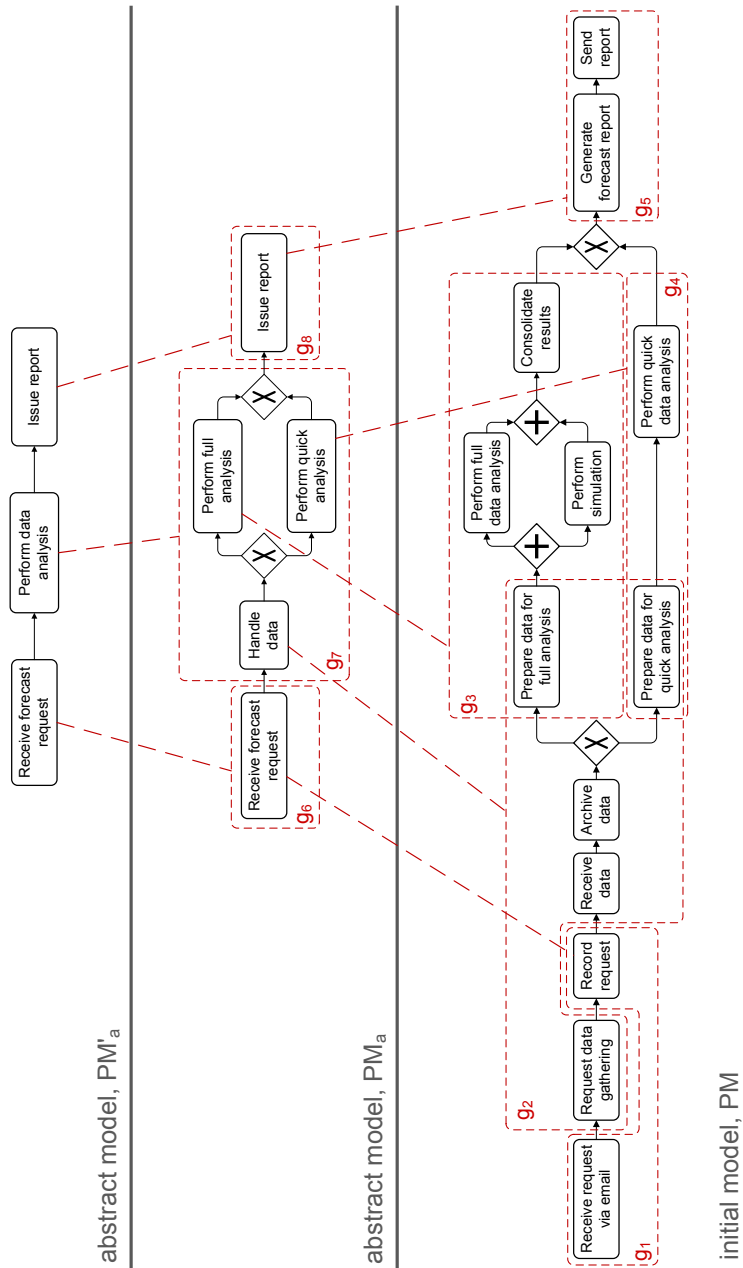 Receive forecast
request
Perform data
analysis
Issue report
abstract model, PM'a
Receive forecast
request
g6
Handle
data
Perform full
analysis
Perform quick
analysis
g7
Issue report
g8
abstract model, PMa
Receive request
via email
g1
Request data
gathering
g2
Record
request
Receive
data
Archive
data
Prepare data for
full analysis
g3
Prepare data for
quick analysis
Perform full
data analysis
Perform
simulation
Consolidate
results
Perform quick
data analysis
g4
Generate
forecast report
Send
report
g5
initial model, PM